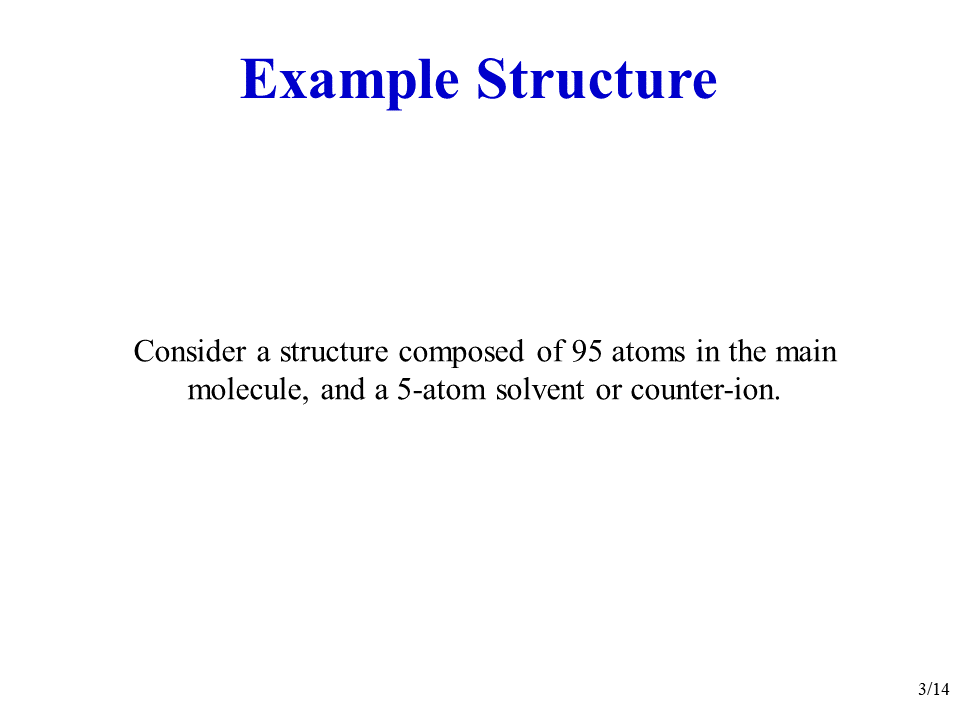 Example Structure
Consider a structure composed of 95 atoms in the main
molecule, and a 5-atom solvent or counter-ion.
3/14